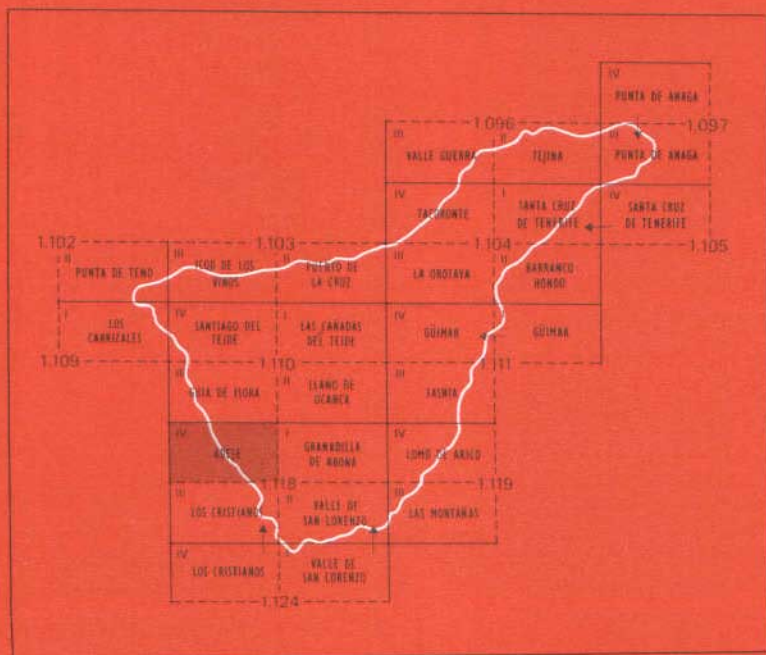 IV
PUNTA DE ANAGA
III 1.096 II III 1.097
VALLE GUERRA TEJINA PUNTA DE ANAGA
IV I IV
TACORONTE SANTA CRUZ DE TENERIFE SANTA CRUZ DE TENERIFE
1.102 1.103 1.104 1.105
II III II III II
PUNTA DE TENO ICOD DE LOS VINOS PUERTO DE LA CRUZ LA OROTAVA BARRANCO HONDO
I IV I IV
LOS CARRIZALES SANTIAGO DEL TEIDE LAS CAÑADAS DEL TEIDE GÜIMAR GÜIMAR
1.109 1.110 1.111
III II III
GUIA DE ISORA LLANO DE UCANCA FASNIA
IV I IV
ADEJE GRANADILLA DE ABONA LOMO DE ARICO
1.118 1.119
III II III
LOS CRISTIANOS VALLE DE SAN LORENZO LAS MONTAÑAS
IV I
LOS CRISTIANOS VALLE DE SAN LORENZO
1.124